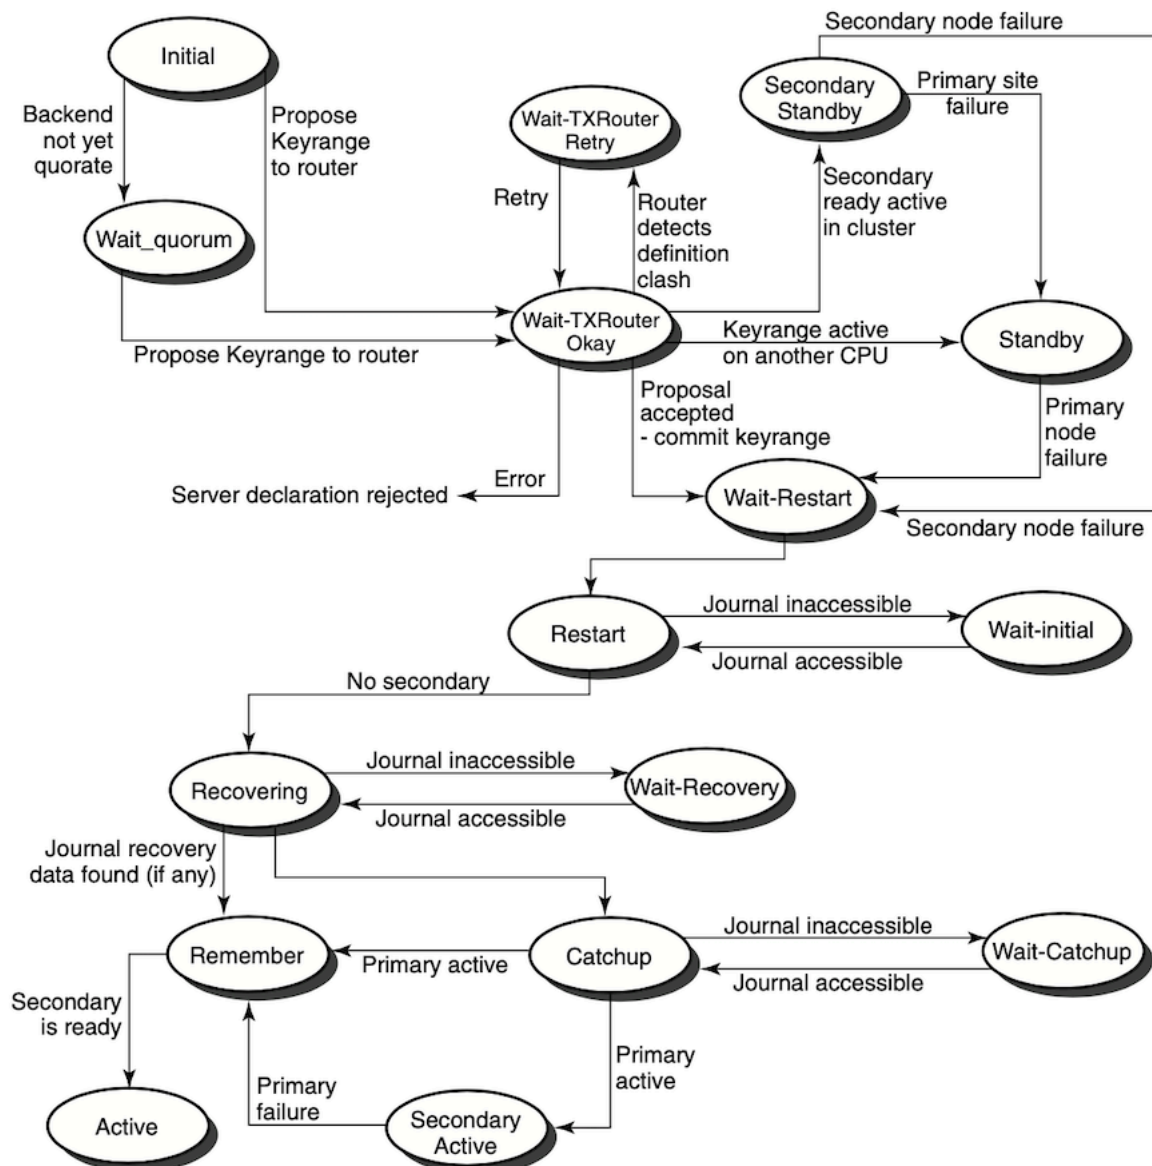 Secondary node failure
Initial
Secondary
Standby
Primary site
failure
Backend
not yet
quorate
Propose
Keyrange
to router
Wait-TXRouter
Retry
Retry
Router
detects
definition
clash
Secondary
ready active
in cluster
Wait_quorum
Wait-TXRouter
Okay
Keyrange active
on another CPU
Standby
Propose Keyrange to router
Proposal
accepted
- commit keyrange
Primary
node
failure
Error
Server declaration rejected
Wait-Restart
Secondary node failure
Restart
Journal inaccessible
Journal accessible
Wait-initial
No secondary
Recovering
Journal inaccessible
Journal accessible
Wait-Recovery
Journal recovery
data found (if any)
Remember
Primary active
Catchup
Journal inaccessible
Journal accessible
Wait-Catchup
Secondary
is ready
Primary
active
Primary
failure
Active
Secondary
Active